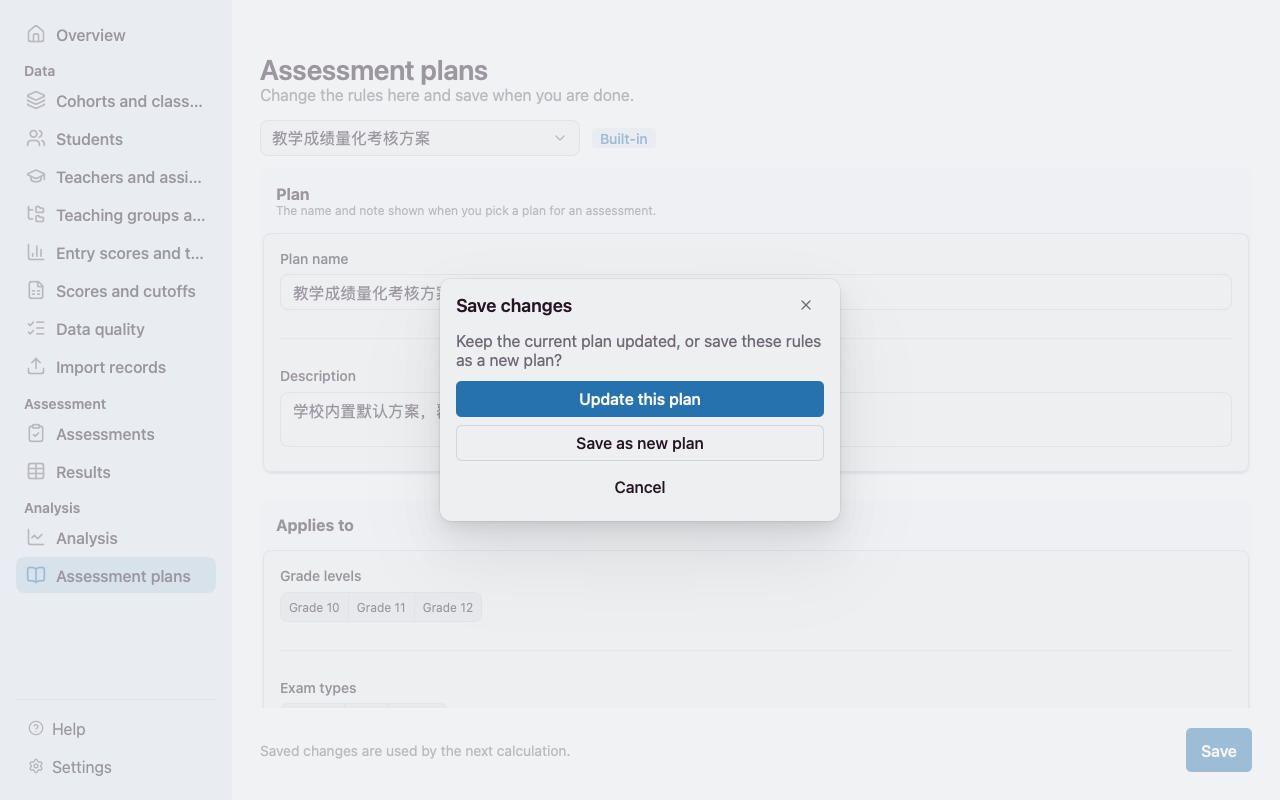 Overview
Data
Cohorts and class...
Students
Teachers and assi...
Teaching groups a...
Entry scores and t...
Scores and cutoffs
Data quality
Import records
Assessment
Assessments
Results
Analysis
Analysis
Assessment plans
Help
Settings
Assessment plans
Change the rules here and save when you are done.
教学成绩量化考核方案
Built-in
Plan
The name and note shown when you pick a plan for an assessment.
Plan name
教学成绩量化考核方
Description
学校内置默认方案，
Save changes
Keep the current plan updated, or save these rules
as a new plan?
Update this plan
Save as new plan
Cancel
Applies to
Grade levels
Grade 10
Grade 11
Grade 12
Exam types
Saved changes are used by the next calculation.
Save